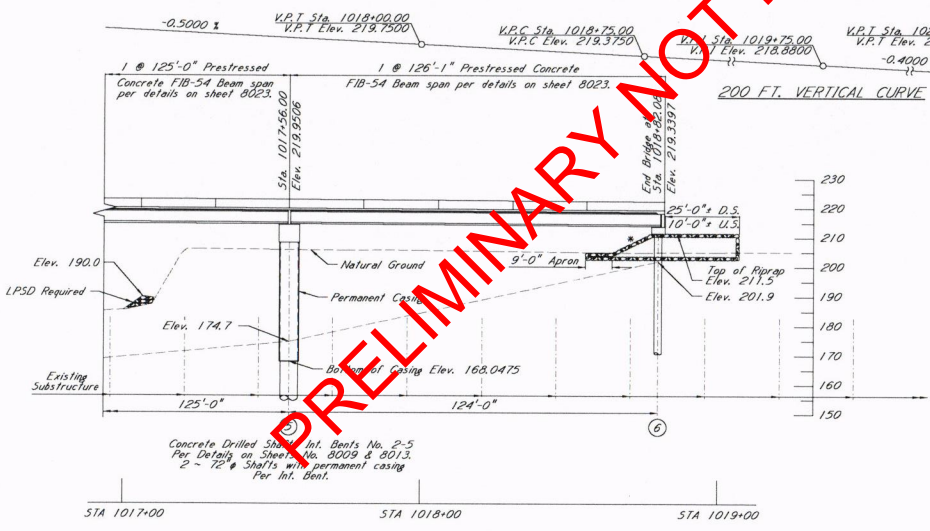 -0.5000 %
V.P.T Sta. 1018+00.00
V.P.T Elev. 219.7500
V.P.C Sta. 1018+75.00
V.P.C Elev. 219.3750
1019+75.00
Elev. 218.8800
V.P.T Sta.
V.P.T Elev.
-0.4000
1 @ 125'-0" Prestressed
Concrete FIB-54 Beam span
per details on sheet 8023.
1 @ 126'-1" Prestressed Concrete
FIB-54 Beam span per details on sheet 8023.
200 FT. VERTICAL CURVE
Sta. 1017+56.00
Elev. 219.9506
End Bridge at
Sta. 1018+82.08
Elev. 219.3397
230
220
210
200
190
180
170
160
150
25'-0"± D.S.
10'-0"± U.S.
*
9'-0" Apron
Top of Riprap
Elev. 211.5
Elev. 201.9
Natural Ground
Elev. 190.0
LPSD Required
Permanent Casing
Elev. 174.7
Bottom of Casing Elev. 168.0475
Existing
Substructure
125'-0"
124'-0"
5
6
Concrete Drilled Shafts Int. Bents No. 2-5
Per Details on Sheets No. 8009 & 8013.
2 ~ 72"φ Shafts with permanent casing
Per Int. Bent.
STA 1017+00
STA 1018+00
STA 1019+00
PRELIMINARY NOT